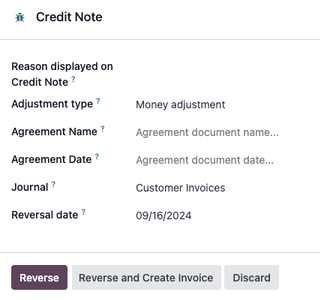 Credit Note
Reason displayed on
Credit Note ?
Adjustment type ? Money adjustment
Agreement Name ? Agreement document name...
Agreement Date ? Agreement document date...
Journal ? Customer Invoices
Reversal date ? 09/16/2024
Reverse Reverse and Create Invoice Discard